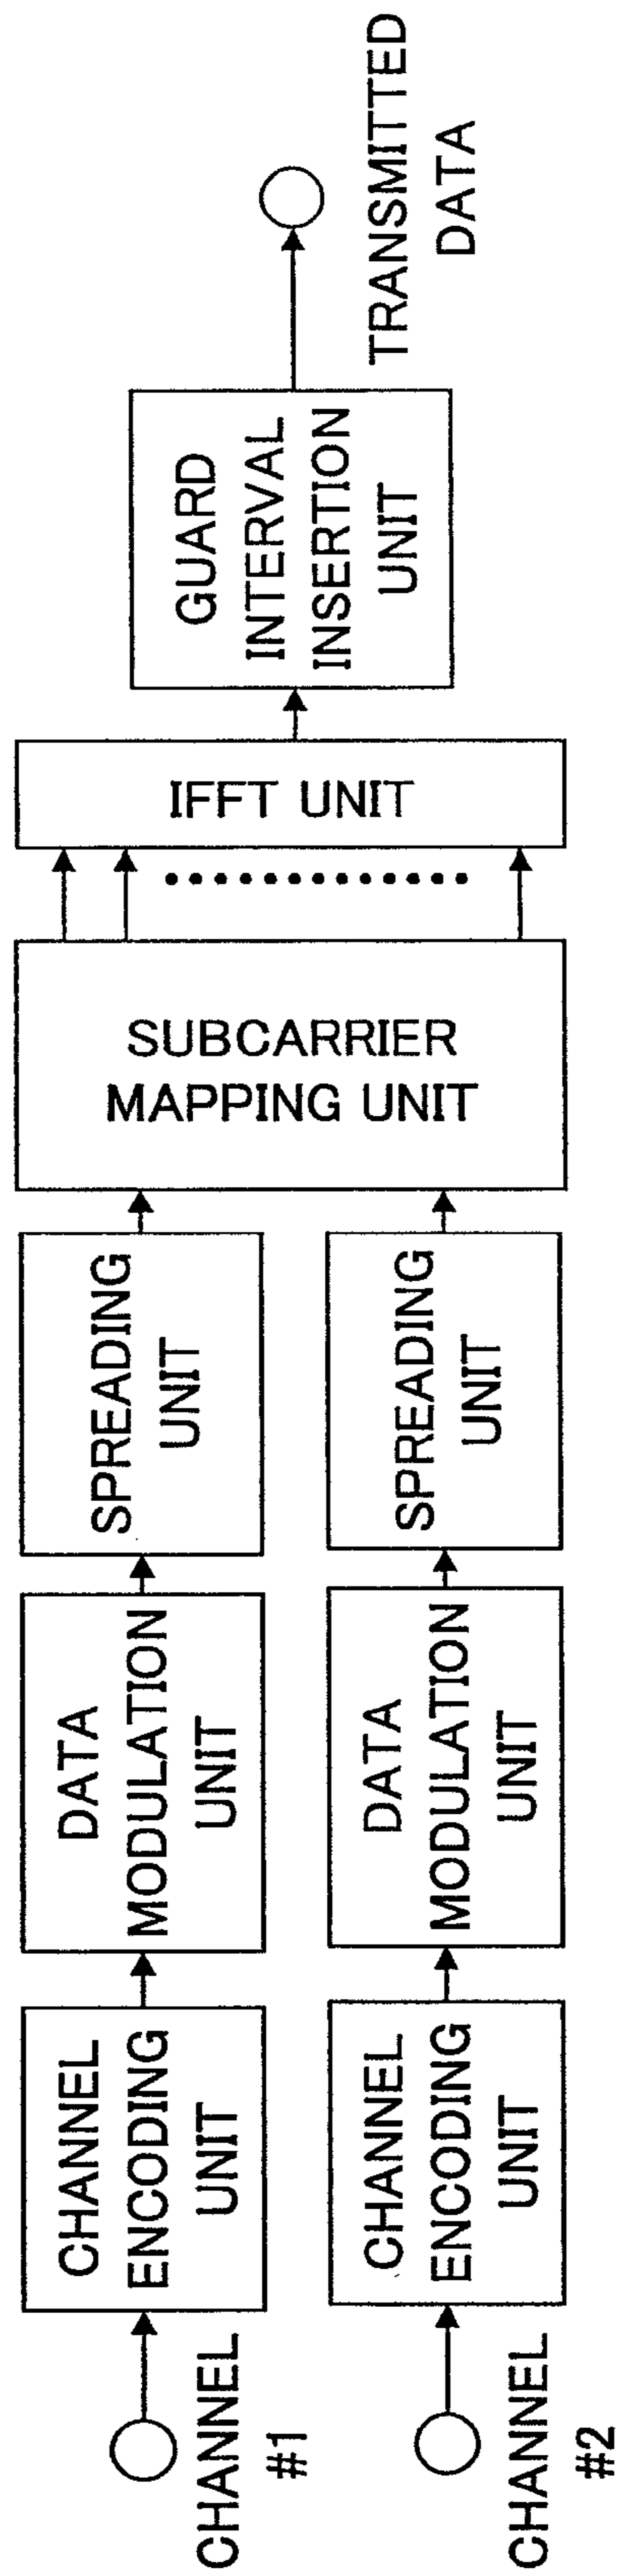 CHANNEL
#1
CHANNEL
ENCODING
UNIT
DATA
MODULATION
UNIT
SPREADING
UNIT
CHANNEL
#2
CHANNEL
ENCODING
UNIT
DATA
MODULATION
UNIT
SPREADING
UNIT
SUBCARRIER
MAPPING UNIT
IFFT UNIT
GUARD
INTERVAL
INSERTION
UNIT
TRANSMITTED
DATA